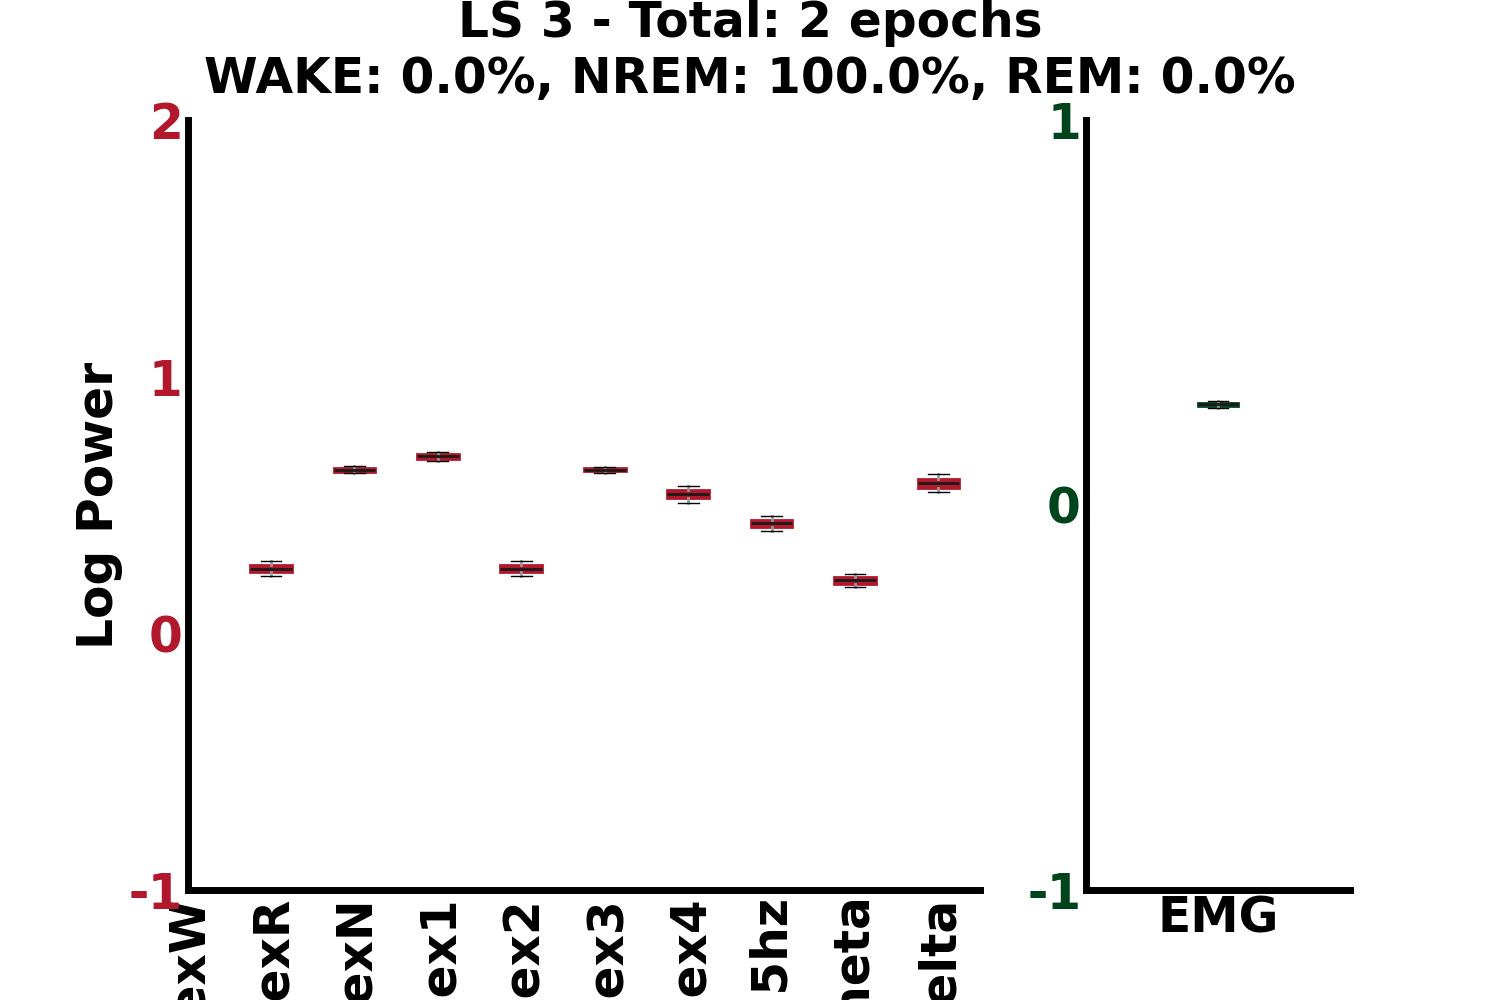 LS 3 - Total: 2 epochs
WAKE: 0.0%, NREM: 100.0%, REM: 0.0%
2
1
0
-1
Log Power
exW
exR
exN
ex1
ex2
ex3
ex4
5hz
eta
elta
1
0
-1
EMG